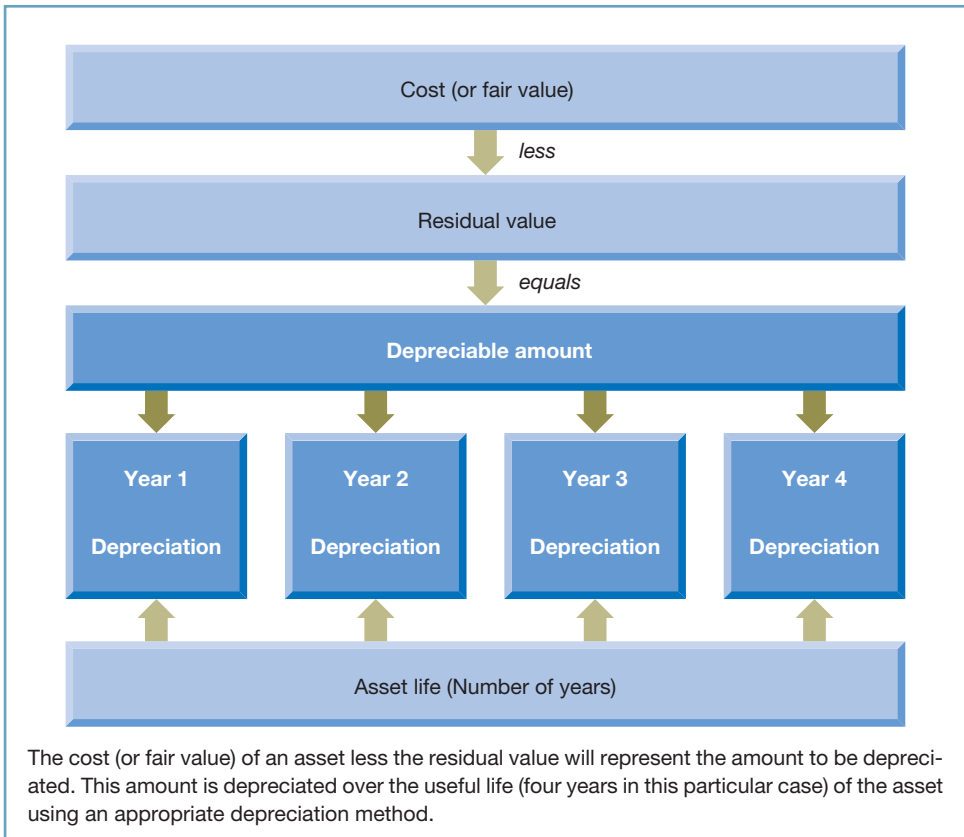 Cost (or fair value)
less
Residual value
equals
Depreciable amount
Year 1 Year 2 Year 3 Year 4
Depreciation Depreciation Depreciation Depreciation
Asset life (Number of years)
The cost (or fair value) of an asset less the residual value will represent the amount to be depreci-
ated. This amount is depreciated over the useful life (four years in this particular case) of the asset
using an appropriate depreciation method.